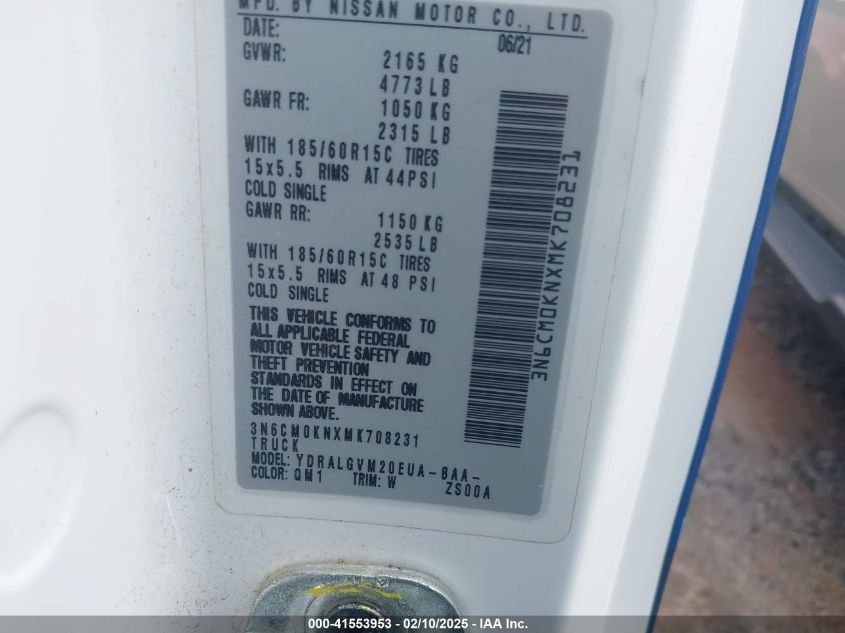 MFD. BY NISSAN MOTOR CO., LTD.
DATE: 06/21
GVWR: 2165 KG
4773 LB
GAWR FR: 1050 KG
2315 LB
WITH 185/60R15C TIRES
15x5.5 RIMS AT 44PSI
COLD SINGLE
GAWR RR: 1150 KG
2535 LB
WITH 185/60R15C TIRES
15x5.5 RIMS AT 48 PSI
COLD SINGLE
THIS VEHICLE CONFORMS TO
ALL APPLICABLE FEDERAL
MOTOR VEHICLE SAFETY AND
THEFT PREVENTION
STANDARDS IN EFFECT ON
THE DATE OF MANUFACTURE
SHOWN ABOVE.
3N6CM0KNXMK708231
TRUCK
MODEL: YDRALGVM20EUA-BAA-
COLOR: QM1 TRIM: W ZS00A
3N6CM0KNXMK708231
000-41553953 - 02/10/2025 - IAA Inc.